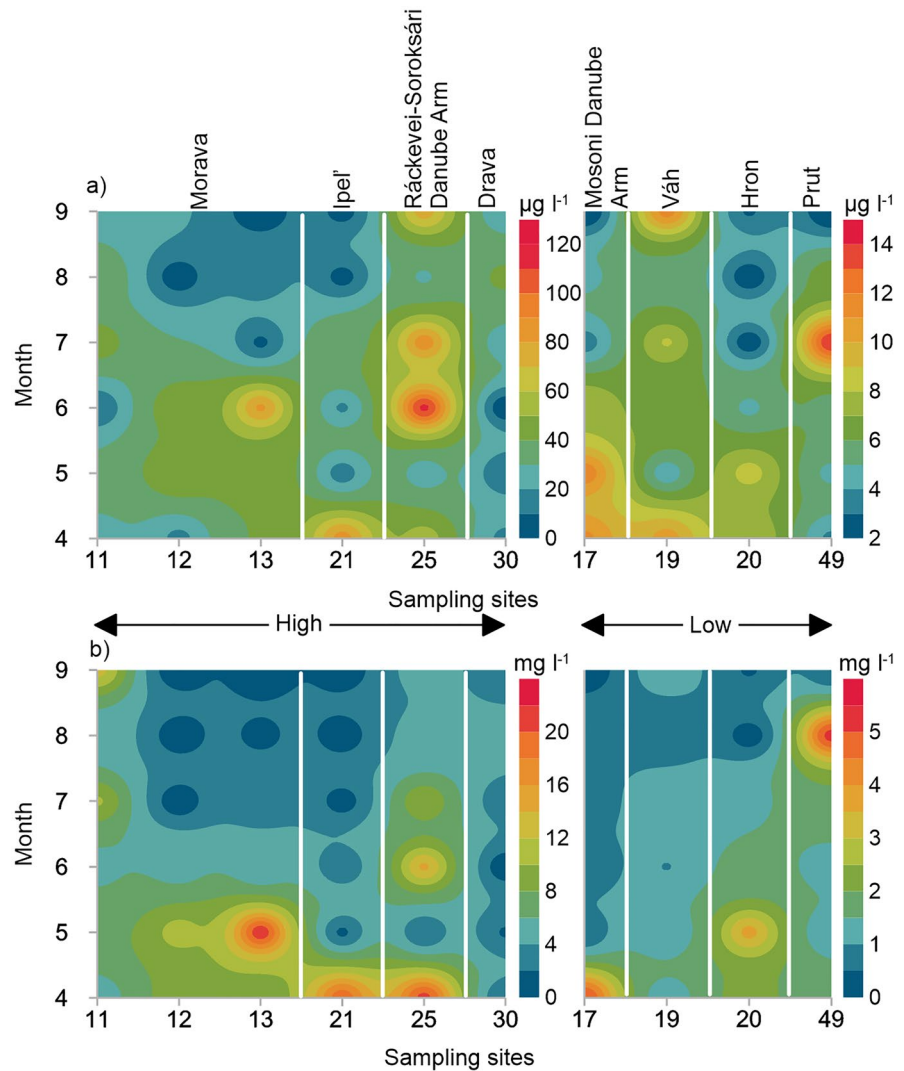 a)
Morava
Ipeľ
Ráckevei-Soroksári
Danube Arm
Drava
Mosoni Danube
Arm
Váh
Hron
Prut
µg l-1
µg l-1
Month
9
8
7
6
5
4
11 12 13 21 25 30
120
100
80
60
40
20
0
17 19 20 49
14
12
10
8
6
4
2
Sampling sites
High
Low
b)
mg l-1
mg l-1
Month
9
8
7
6
5
4
11 12 13 21 25 30
20
16
12
8
4
0
17 19 20 49
5
4
3
2
1
0
Sampling sites